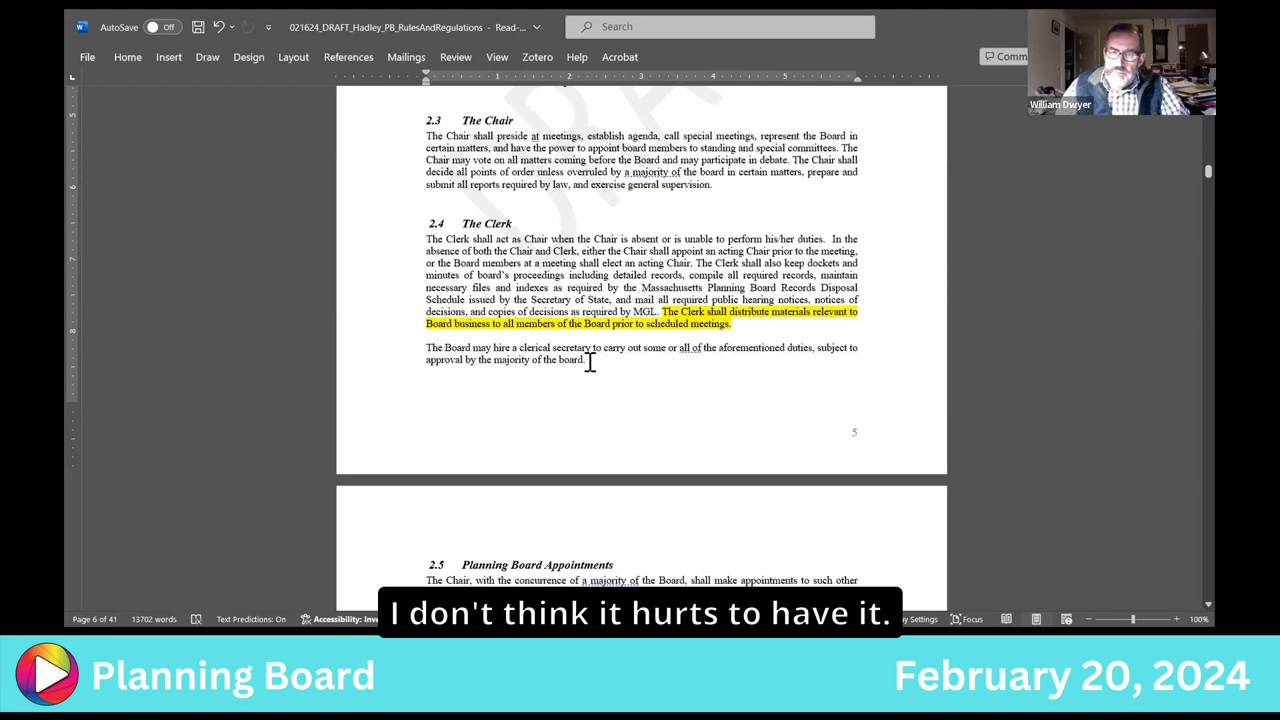 AutoSave
Off
021624_DRAFT_Hadley_PB_RulesAndRegulations - Read-...
Search
File Home Insert Draw Design Layout References Mailings Review View Zotero Help Acrobat
Comm
William Dwyer
2.3 The Chair
The Chair shall preside at meetings, establish agenda, call special meetings, represent the Board in
certain matters, and have the power to appoint board members to standing and special committees. The
Chair may vote on all matters coming before the Board and may participate in debate. The Chair shall
decide all points of order unless overruled by a majority of the board in certain matters, prepare and
submit all reports required by law, and exercise general supervision.
2.4 The Clerk
The Clerk shall act as Chair when the Chair is absent or is unable to perform his/her duties. In the
absence of both the Chair and Clerk, either the Chair shall appoint an acting Chair prior to the meeting,
or the Board members at a meeting shall elect an acting Chair. The Clerk shall also keep dockets and
minutes of board's proceedings including detailed records, compile all required records, maintain
necessary files and indexes as required by the Massachusetts Planning Board Records Disposal
Schedule issued by the Secretary of State, and mail all required public hearing notices, notices of
decisions, and copies of decisions as required by MGL. The Clerk shall distribute materials relevant to
Board business to all members of the Board prior to scheduled meetings.
The Board may hire a clerical secretary to carry out some or all of the aforementioned duties, subject to
approval by the majority of the board.
5
2.5 Planning Board Appointments
The Chair, with the concurrence of a majority of the Board, shall make appointments to such other
I don't think it hurts to have it.
Page 6 of 41 13702 words Text Predictions: On Accessibility: Inv
ay Settings Focus 100%
Planning Board
February 20, 2024